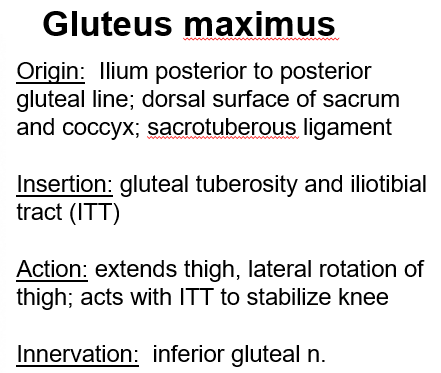 Gluteus maximus
Origin:  Ilium posterior to posterior
gluteal line; dorsal surface of sacrum
and coccyx; sacrotuberous ligament
Insertion: gluteal tuberosity and iliotibial
tract (ITT)
Action: extends thigh, lateral rotation of
thigh; acts with ITT to stabilize knee
Innervation:  inferior gluteal n.